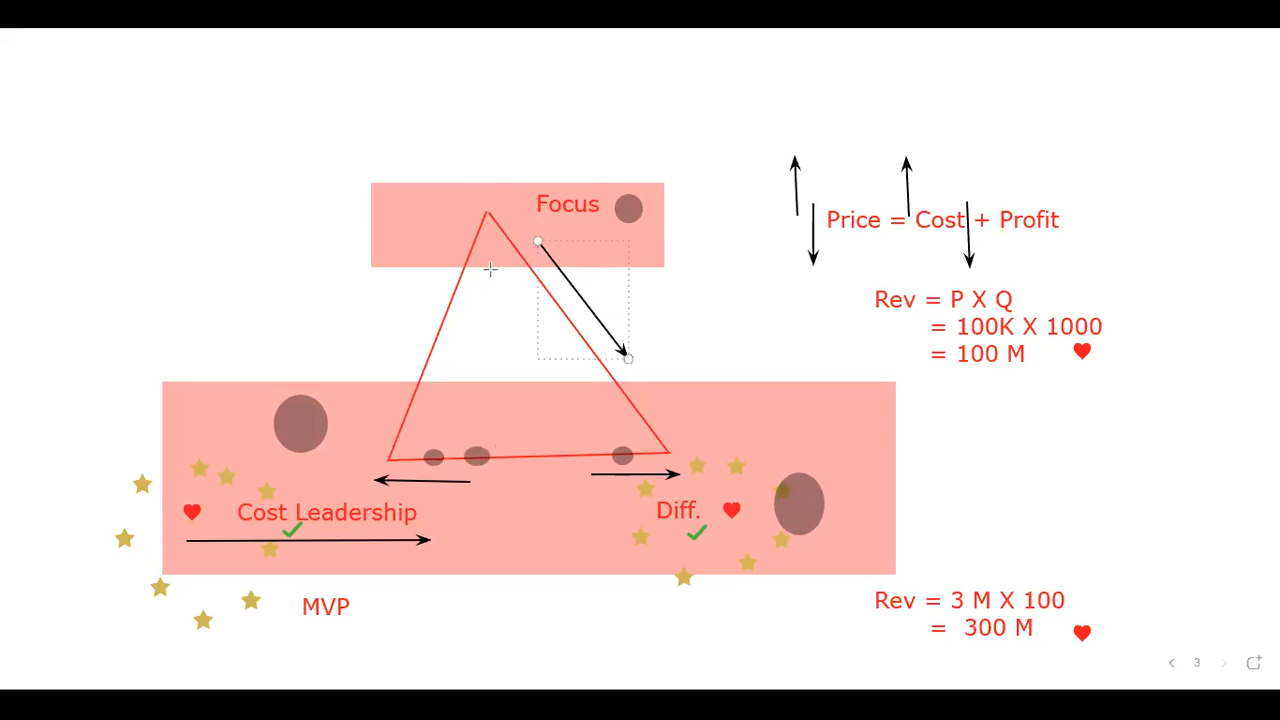 Focus
Price = Cost + Profit
Rev = P X Q
= 100K X 1000
= 100 M
Cost Leadership
Diff.
MVP
Rev = 3 M X 100
= 300 M
3